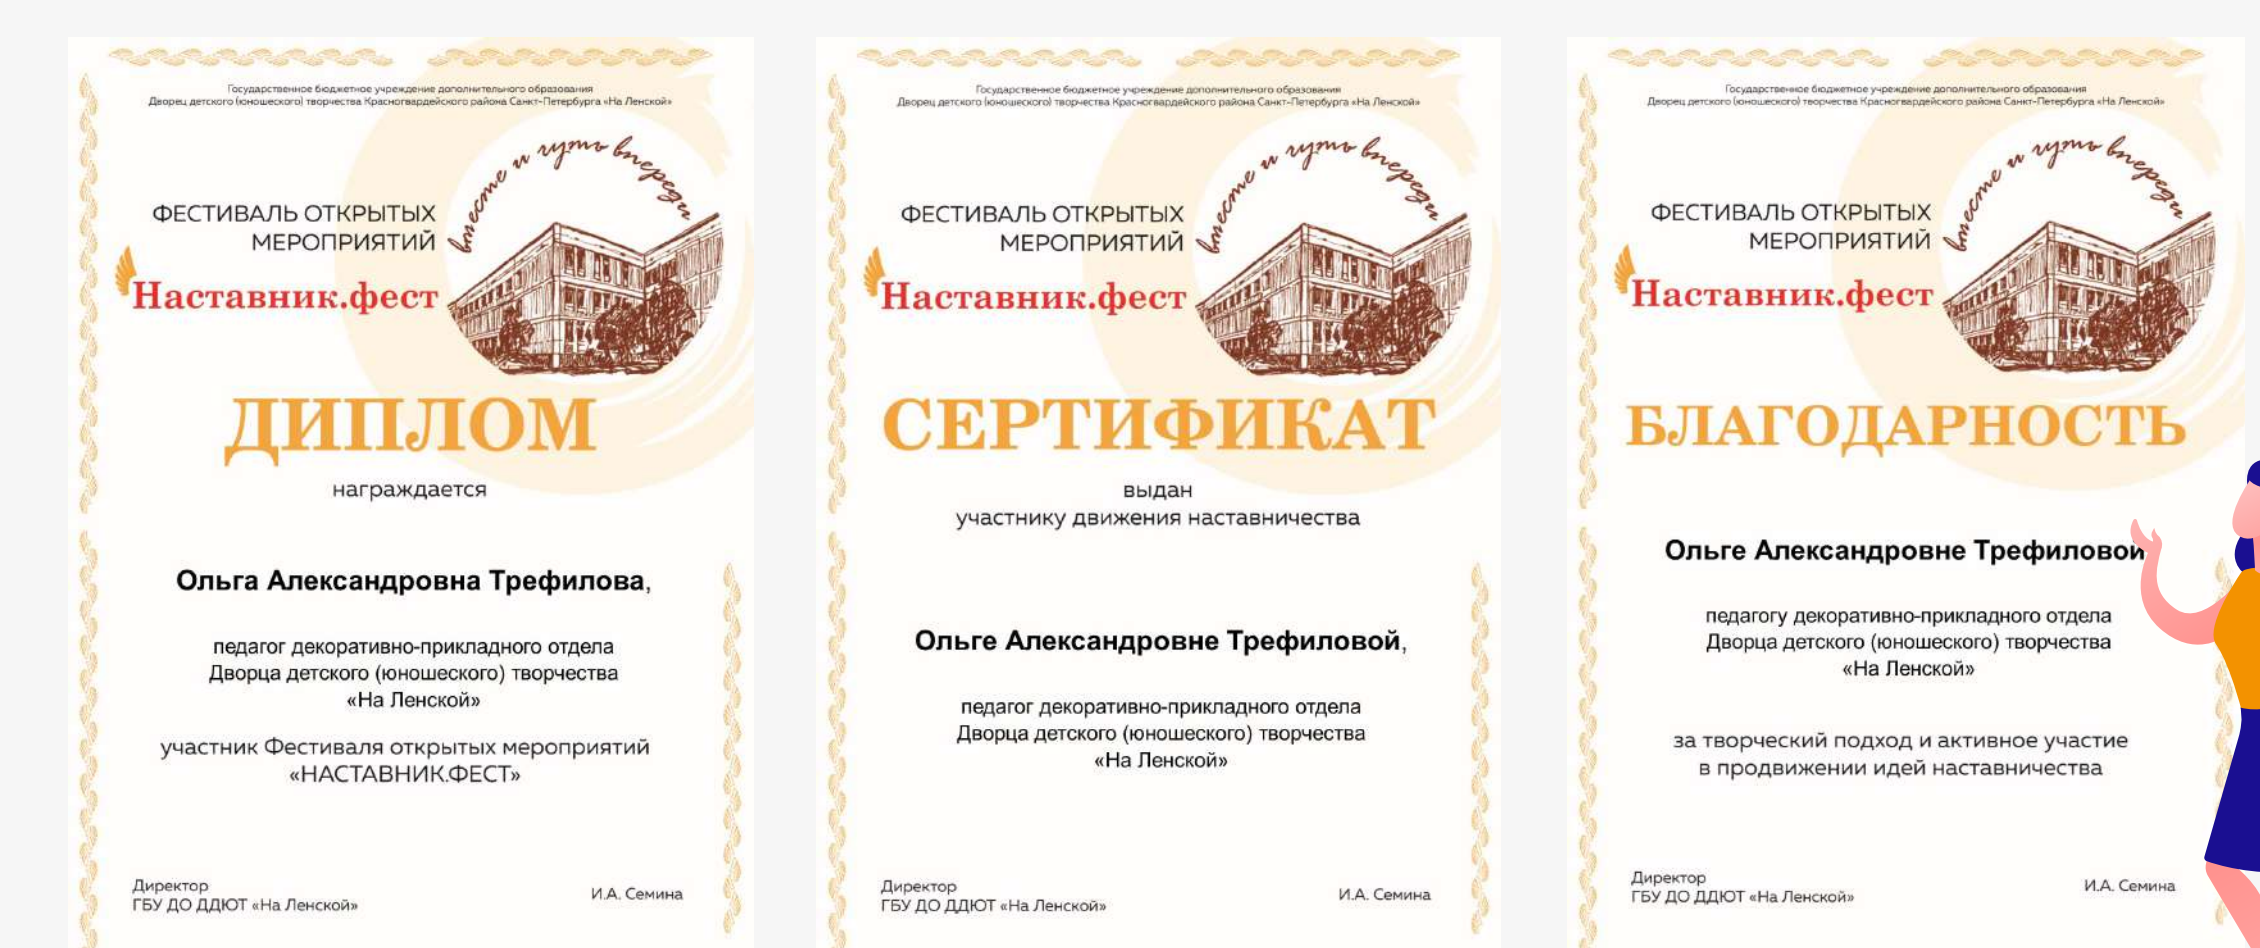 Государственное бюджетное учреждение дополнительного образования
Дворец детского (юношеского) творчества Красногвардейского района Санкт-Петербурга «На Ленской»
вместе и чуть впереди
ФЕСТИВАЛЬ ОТКРЫТЫХ
МЕРОПРИЯТИЙ
Наставник.фест
ДИПЛОМ
награждается
Ольга Александровна Трефилова,
педагог декоративно-прикладного отдела
Дворца детского (юношеского) творчества
«На Ленской»
участник Фестиваля открытых мероприятий
«НАСТАВНИК.ФЕСТ»
Директор
ГБУ ДО ДДЮТ «На Ленской»
И.А. Семина
Государственное бюджетное учреждение дополнительного образования
Дворец детского (юношеского) творчества Красногвардейского района Санкт-Петербурга «На Ленской»
вместе и чуть впереди
ФЕСТИВАЛЬ ОТКРЫТЫХ
МЕРОПРИЯТИЙ
Наставник.фест
СЕРТИФИКАТ
выдан
участнику движения наставничества
Ольге Александровне Трефиловой,
педагог декоративно-прикладного отдела
Дворца детского (юношеского) творчества
«На Ленской»
Директор
ГБУ ДО ДДЮТ «На Ленской»
И.А. Семина
Государственное бюджетное учреждение дополнительного образования
Дворец детского (юношеского) творчества Красногвардейского района Санкт-Петербурга «На Ленской»
вместе и чуть впереди
ФЕСТИВАЛЬ ОТКРЫТЫХ
МЕРОПРИЯТИЙ
Наставник.фест
БЛАГОДАРНОСТЬ
Ольге Александровне Трефиловой
педагогу декоративно-прикладного отдела
Дворца детского (юношеского) творчества
«На Ленской»
за творческий подход и активное участие
в продвижении идей наставничества
Директор
ГБУ ДО ДДЮТ «На Ленской»
И.А. Семина